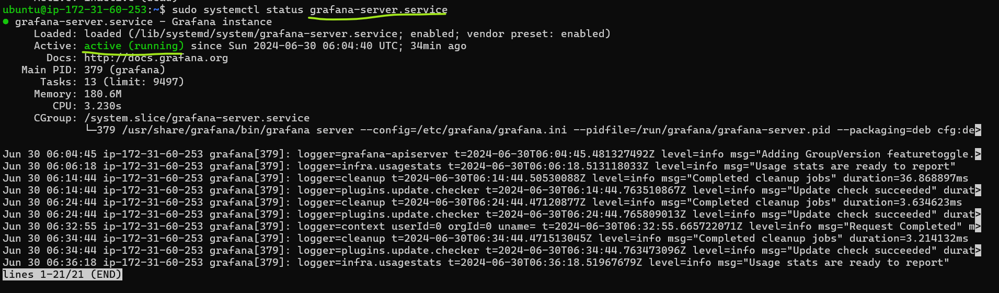 ubuntu@ip-172-31-60-253:~$ sudo systemctl status grafana-server.service
● grafana-server.service - Grafana instance
Loaded: loaded (/lib/systemd/system/grafana-server.service; enabled; vendor preset: enabled)
Active: active (running) since Sun 2024-06-30 06:04:40 UTC; 34min ago
Docs: http://docs.grafana.org
Main PID: 379 (grafana)
Tasks: 13 (limit: 9497)
Memory: 180.6M
CPU: 3.230s
CGroup: /system.slice/grafana-server.service
└─379 /usr/share/grafana/bin/grafana server --config=/etc/grafana/grafana.ini --pidfile=/run/grafana/grafana-server.pid --packaging=deb cfg:de>
Jun 30 06:04:45 ip-172-31-60-253 grafana[379]: logger=grafana-apiserver t=2024-06-30T06:04:45.481327492Z level=info msg="Adding GroupVersion featuretoggle.>
Jun 30 06:06:18 ip-172-31-60-253 grafana[379]: logger=infra.usagestats t=2024-06-30T06:06:18.513118033Z level=info msg="Usage stats are ready to report"
Jun 30 06:14:44 ip-172-31-60-253 grafana[379]: logger=cleanup t=2024-06-30T06:14:44.50530088Z level=info msg="Completed cleanup jobs" duration=36.868897ms
Jun 30 06:14:44 ip-172-31-60-253 grafana[379]: logger=plugins.update.checker t=2024-06-30T06:14:44.763510867Z level=info msg="Update check succeeded" durat>
Jun 30 06:24:44 ip-172-31-60-253 grafana[379]: logger=cleanup t=2024-06-30T06:24:44.47120877Z level=info msg="Completed cleanup jobs" duration=3.634623ms
Jun 30 06:24:44 ip-172-31-60-253 grafana[379]: logger=plugins.update.checker t=2024-06-30T06:24:44.765809013Z level=info msg="Update check succeeded" durat>
Jun 30 06:32:55 ip-172-31-60-253 grafana[379]: logger=context userId=0 orgId=0 uname= t=2024-06-30T06:32:55.665722071Z level=info msg="Request Completed" m>
Jun 30 06:34:44 ip-172-31-60-253 grafana[379]: logger=cleanup t=2024-06-30T06:34:44.471513045Z level=info msg="Completed cleanup jobs" duration=3.214132ms
Jun 30 06:34:44 ip-172-31-60-253 grafana[379]: logger=plugins.update.checker t=2024-06-30T06:34:44.763473096Z level=info msg="Update check succeeded" durat>
Jun 30 06:36:18 ip-172-31-60-253 grafana[379]: logger=infra.usagestats t=2024-06-30T06:36:18.51967679Z level=info msg="Usage stats are ready to report"
lines 1-21/21 (END)